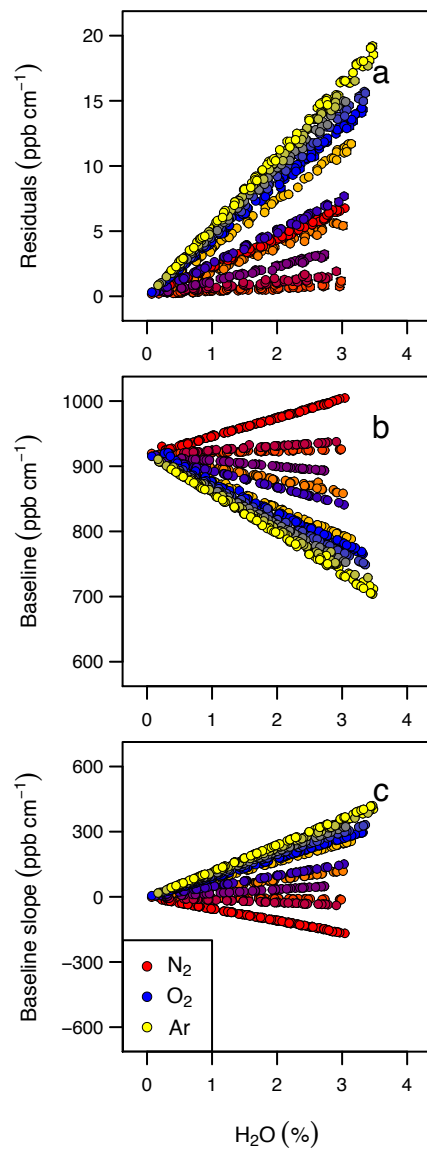 20
15
10
5
0
Residuals (ppb cm⁻¹)
a
0 1 2 3 4
1000
900
800
700
600
Baseline (ppb cm⁻¹)
b
0 1 2 3 4
600
300
0
−300
−600
Baseline slope (ppb cm⁻¹)
c
N₂
O₂
Ar
0 1 2 3 4
H₂O (%)